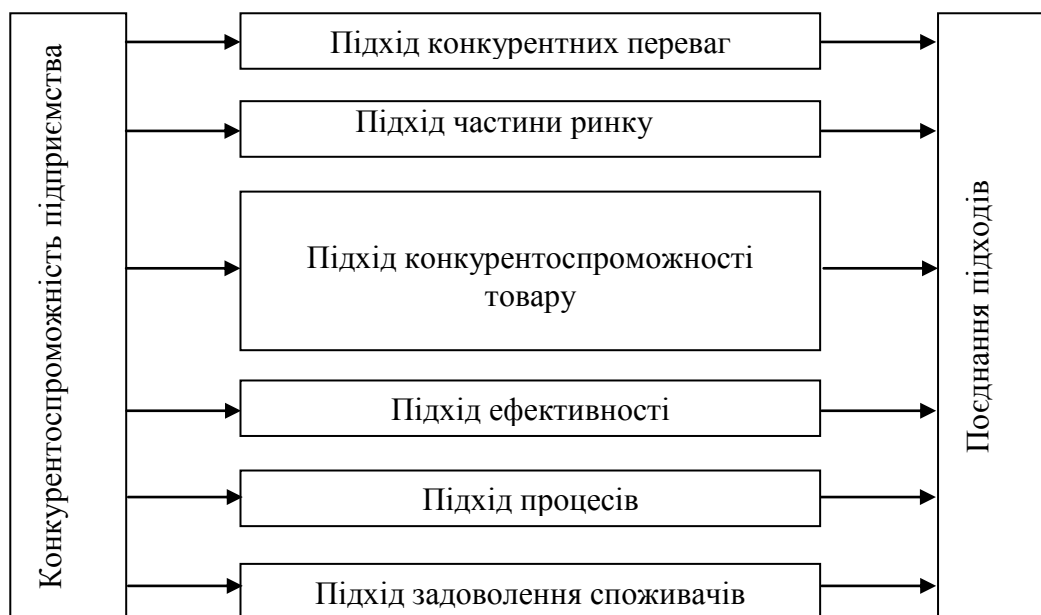 Конкурентоспроможність підприємства
Підхід конкурентних переваг
Підхід частини ринку
Підхід конкурентоспроможності
товару
Підхід ефективності
Підхід процесів
Підхід задоволення споживачів
Поєднання підходів